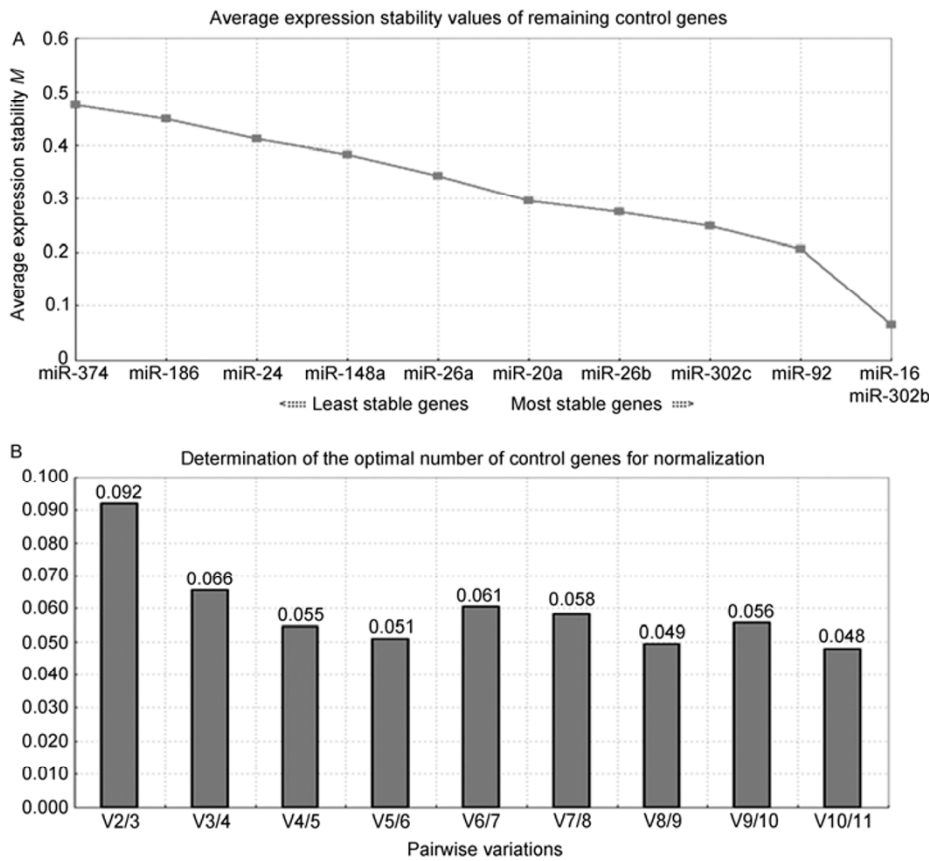 Average expression stability values of remaining control genes
A
Average expression stability M
0.6
0.5
0.4
0.3
0.2
0.1
0
miR-374 miR-186 miR-24 miR-148a miR-26a miR-20a miR-26b miR-302c miR-92 miR-16
miR-302b
Least stable genes Most stable genes
B
Determination of the optimal number of control genes for normalization
0.100
0.090
0.080
0.070
0.060
0.050
0.040
0.030
0.020
0.010
0.000
0.092
0.066
0.055
0.051
0.061
0.058
0.049
0.056
0.048
V2/3 V3/4 V4/5 V5/6 V6/7 V7/8 V8/9 V9/10 V10/11
Pairwise variations